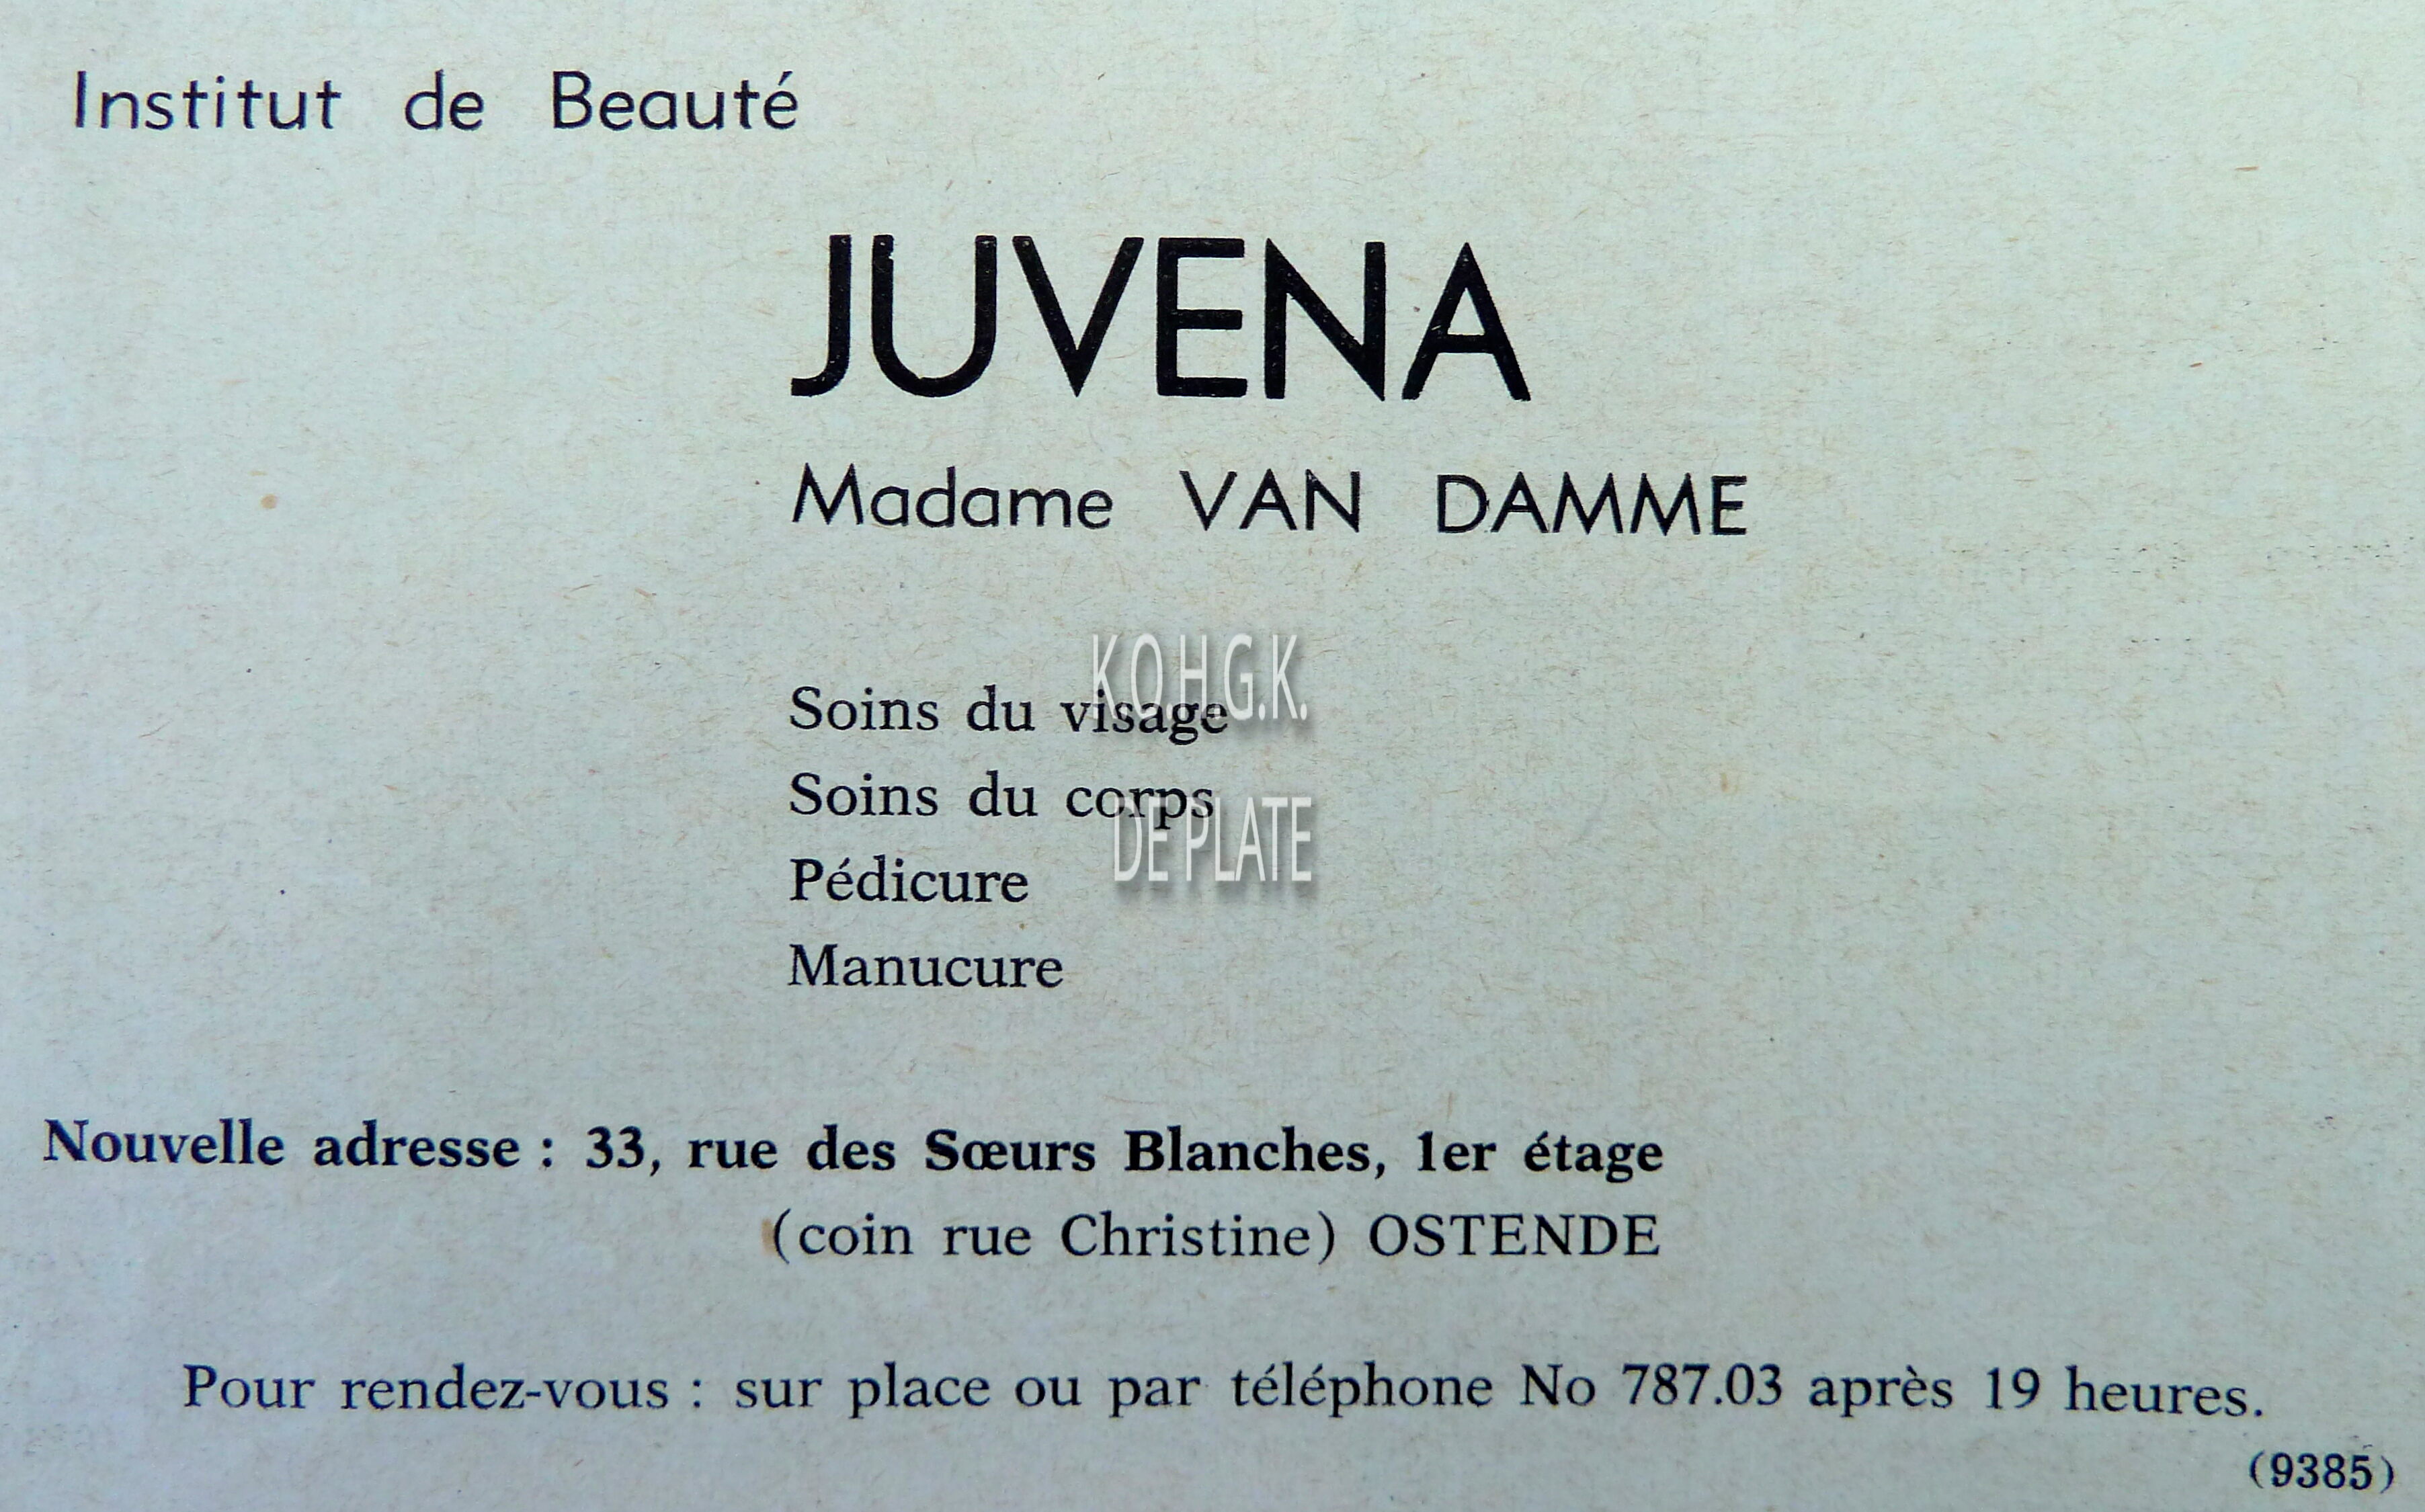 Institut de Beauté
JUVENA
Madame VAN DAMME
K.O.H.G.K.
Soins du visage
Soins du corps
DE PLATE
Pédicure
Manucure
Nouvelle adresse : 33, rue des Sœurs Blanches, 1er étage
(coin rue Christine) OSTENDE
Pour rendez-vous : sur place ou par téléphone No 787.03 après 19 heures.
(9385)